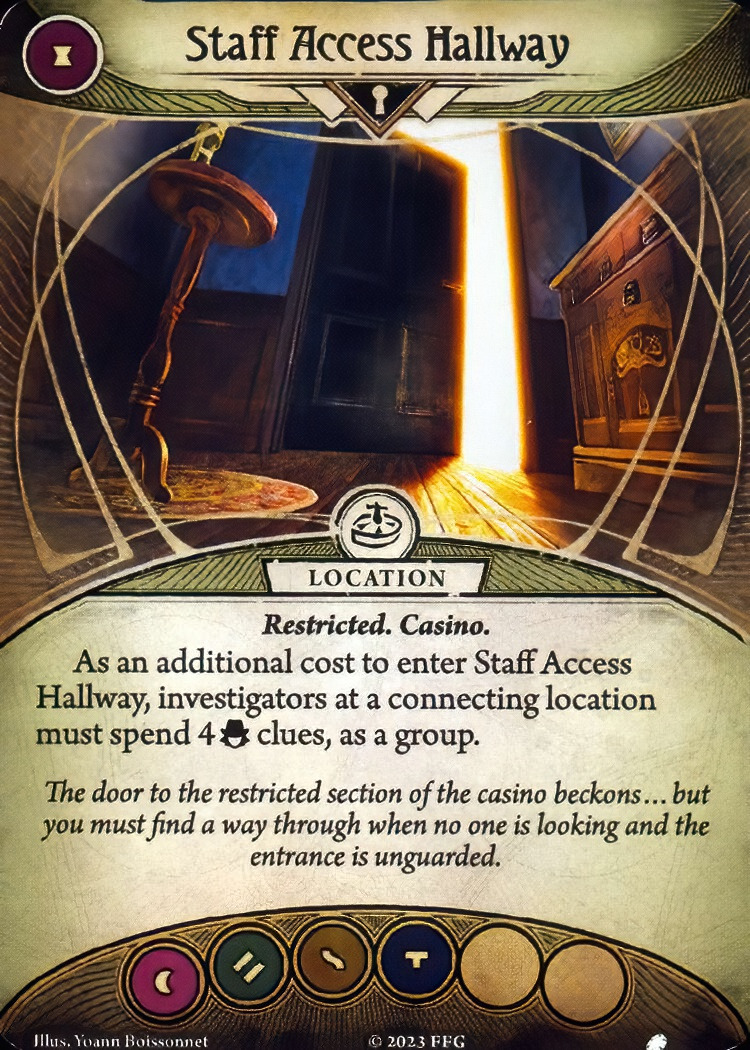 Staff Access Hallway
LOCATION
Restricted. Casino.
As an additional cost to enter Staff Access
Hallway, investigators at a connecting location
must spend 4 clues, as a group.
The door to the restricted section of the casino beckons... but
you must find a way through when no one is looking and the
entrance is unguarded.
Illus. Yoann Boissonnet
© 2023 FFG